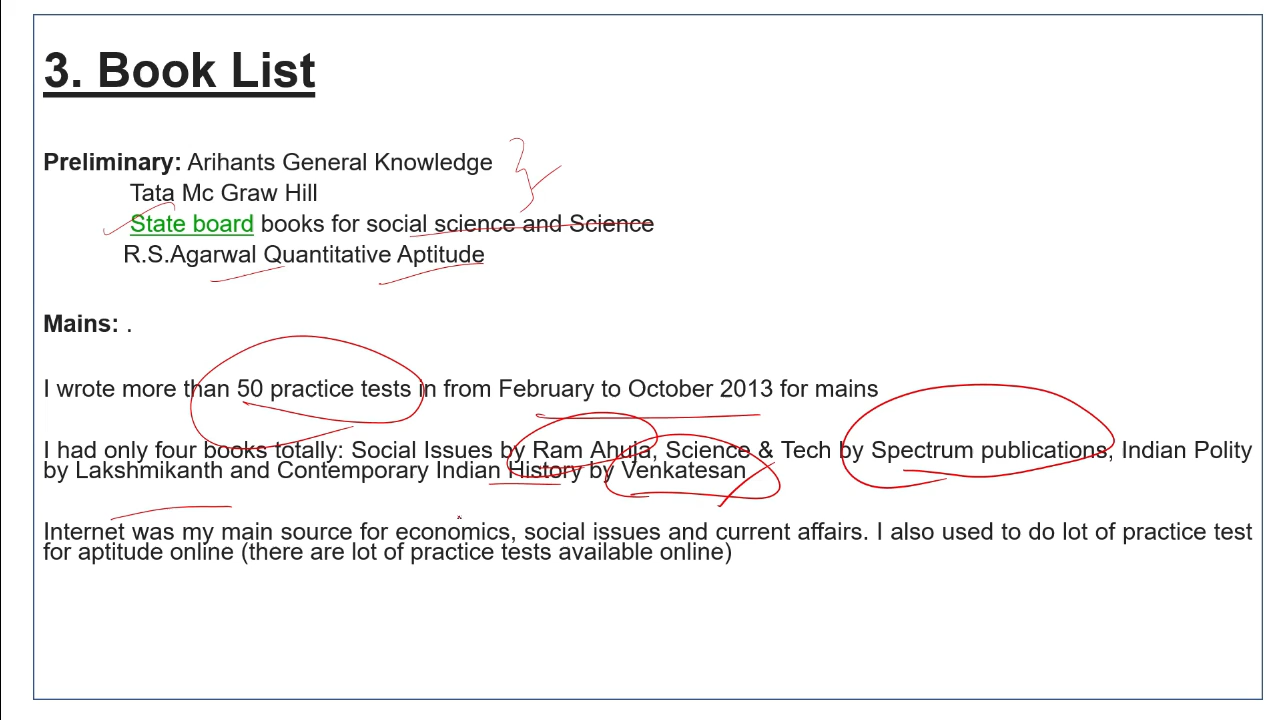 3. Book List
Preliminary: Arihants General Knowledge
Tata Mc Graw Hill
State board books for social science and Science
R.S.Agarwal Quantitative Aptitude
Mains: .
I wrote more than 50 practice tests in from February to October 2013 for mains
I had only four books totally: Social Issues by Ram Ahuja, Science & Tech by Spectrum publications, Indian Polity
by Lakshmikanth and Contemporary Indian History by Venkatesan
Internet was my main source for economics, social issues and current affairs. I also used to do lot of practice test
for aptitude online (there are lot of practice tests available online)